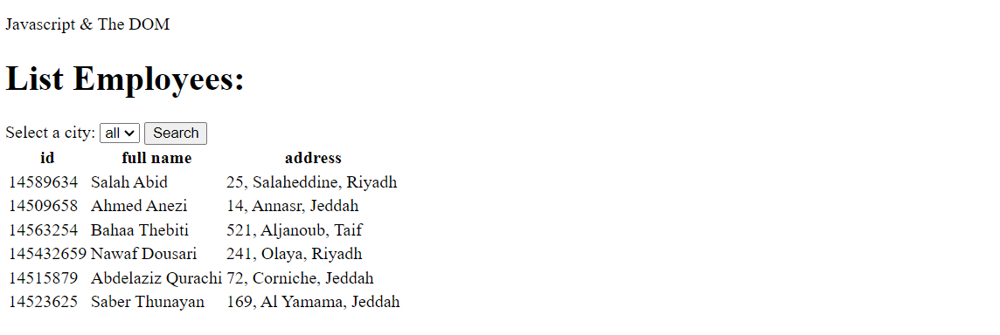 Javascript & The DOM
List Employees:
Select a city: all Search
id full name address
14589634 Salah Abid 25, Salaheddine, Riyadh
14509658 Ahmed Anezi 14, Annasr, Jeddah
14563254 Bahaa Thebiti 521, Aljanoub, Taif
145432659 Nawaf Dousari 241, Olaya, Riyadh
14515879 Abdelaziz Qurachi 72, Corniche, Jeddah
14523625 Saber Thunayan 169, Al Yamama, Jeddah